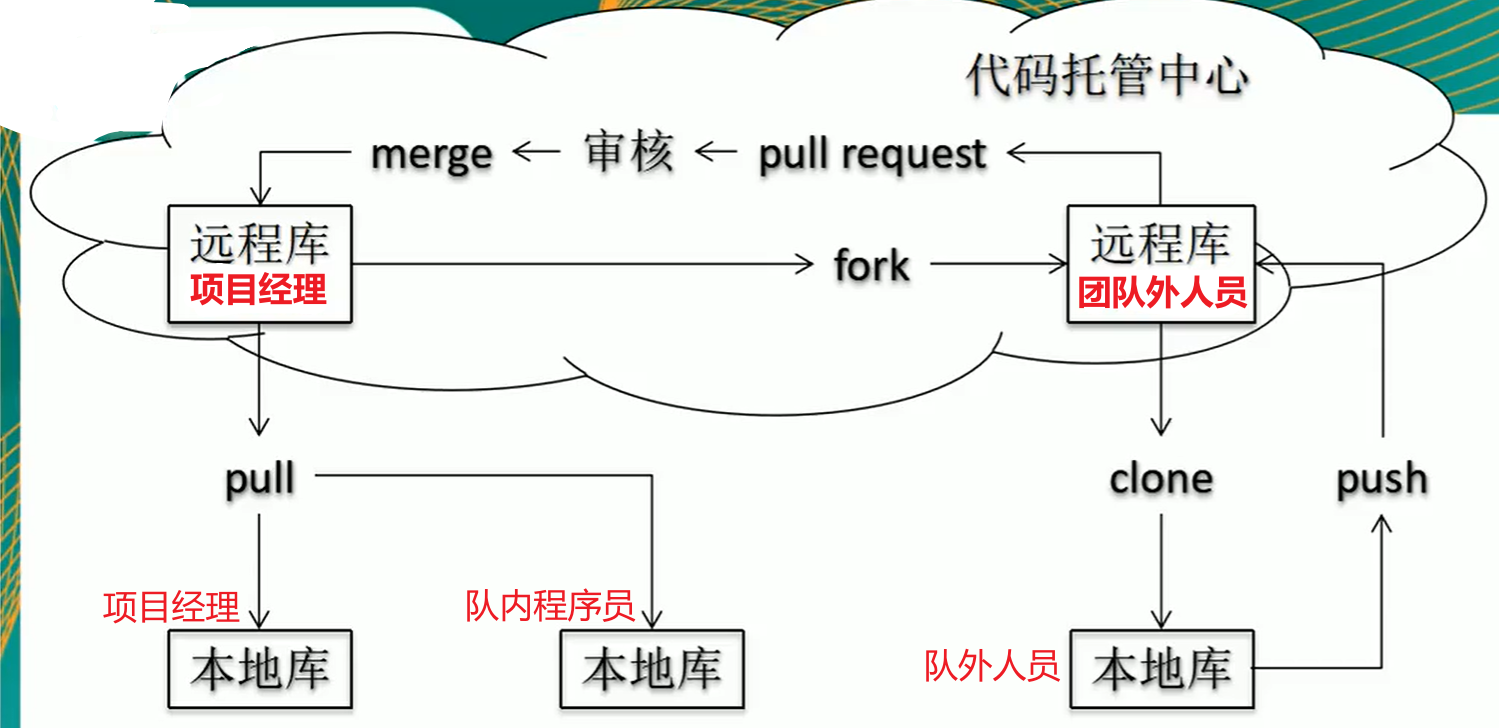 代码托管中心
merge
审核
pull request
远程库
项目经理
fork
远程库
团队外人员
pull
clone
push
项目经理
本地库
队内程序员
本地库
队外人员
本地库